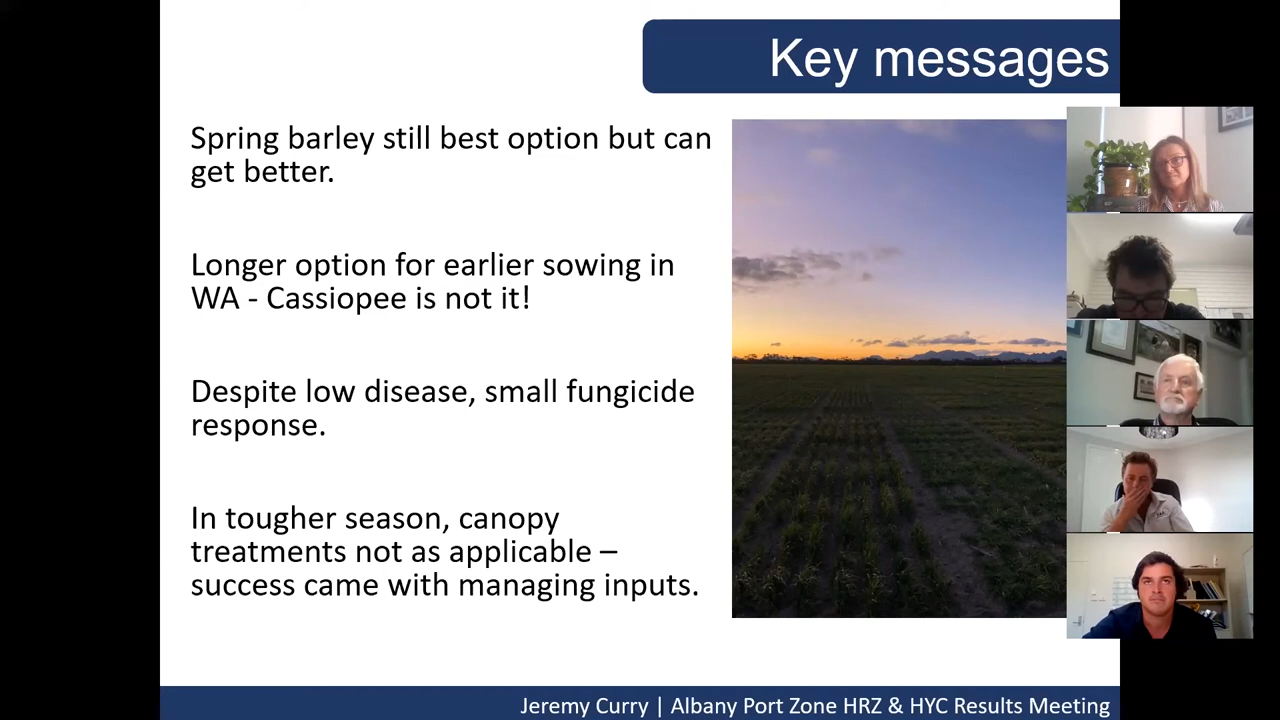 Key messages
Spring barley still best option but can
get better.
Longer option for earlier sowing in
WA - Cassiopee is not it!
Despite low disease, small fungicide
response.
In tougher season, canopy
treatments not as applicable –
success came with managing inputs.
Jeremy Curry | Albany Port Zone HRZ & HYC Results Meeting